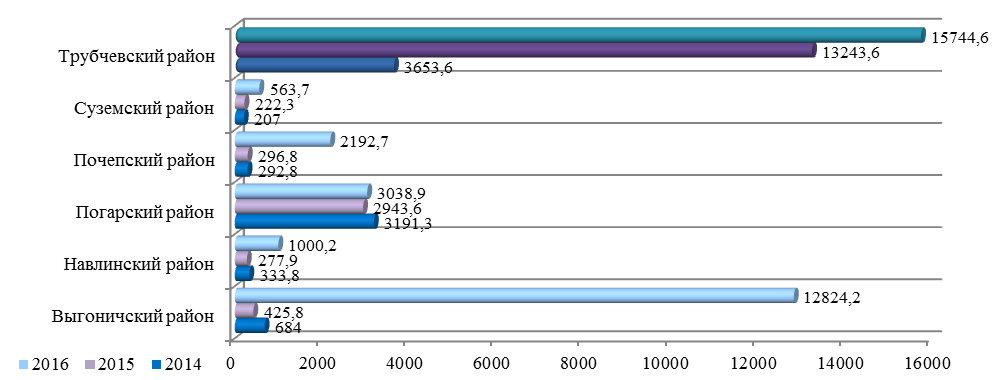 15744,6
Трубчевский район
13243,6
3653,6
563,7
Суземский район
222,3
207
2192,7
Почепский район
296,8
292,8
3038,9
Погарский район
2943,6
3191,3
1000,2
Навлинский район
277,9
333,8
12824,2
Выгоничский район
425,8
684
2016 2015 2014
0 2000 4000 6000 8000 10000 12000 14000 16000